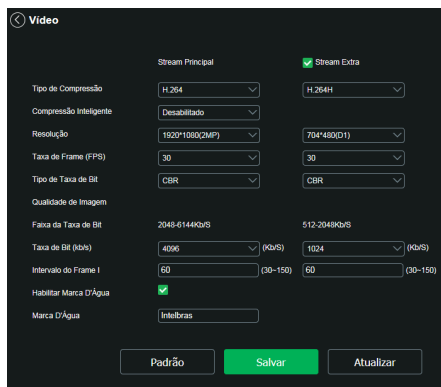 Vídeo
Stream Principal Stream Extra
Tipo de Compressão H.264 H.264H
Compressão Inteligente Desabilitado
Resolução 1920*1080(2MP) 704*480(D1)
Taxa de Frame (FPS) 30 30
Tipo de Taxa de Bit CBR CBR
Qualidade de Imagem
Faixa da Taxa de Bit 2048-6144Kb/S 512-2048Kb/S
Taxa de Bit (kb/s) 4096 (Kb/S) 1024 (Kb/S)
Intervalo do Frame I 60 (30~150) 60 (30~150)
Habilitar Marca D'Água
Marca D'Água Intelbras
Padrão Salvar Atualizar